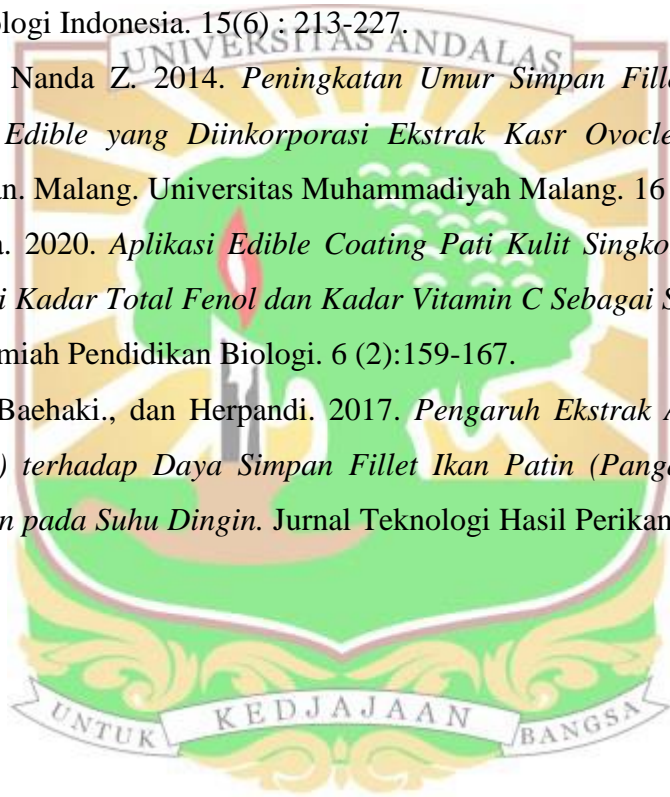 ologi Indonesia. 15(6) : 213-227.
UNIVERSITAS ANDALAS
Nanda Z. 2014. Peningkatan Umur Simpan Fille
Edible yang Diinkorporasi Ekstrak Kasr Ovocle
an. Malang. Universitas Muhammadiyah Malang. 16
a. 2020. Aplikasi Edible Coating Pati Kulit Singko
i Kadar Total Fenol dan Kadar Vitamin C Sebagai S
miah Pendidikan Biologi. 6 (2):159-167.
Baehaki., dan Herpandi. 2017. Pengaruh Ekstrak A
) terhadap Daya Simpan Fillet Ikan Patin (Panga
n pada Suhu Dingin. Jurnal Teknologi Hasil Perikan
UNTUK KEDJAJAAN BANGSA